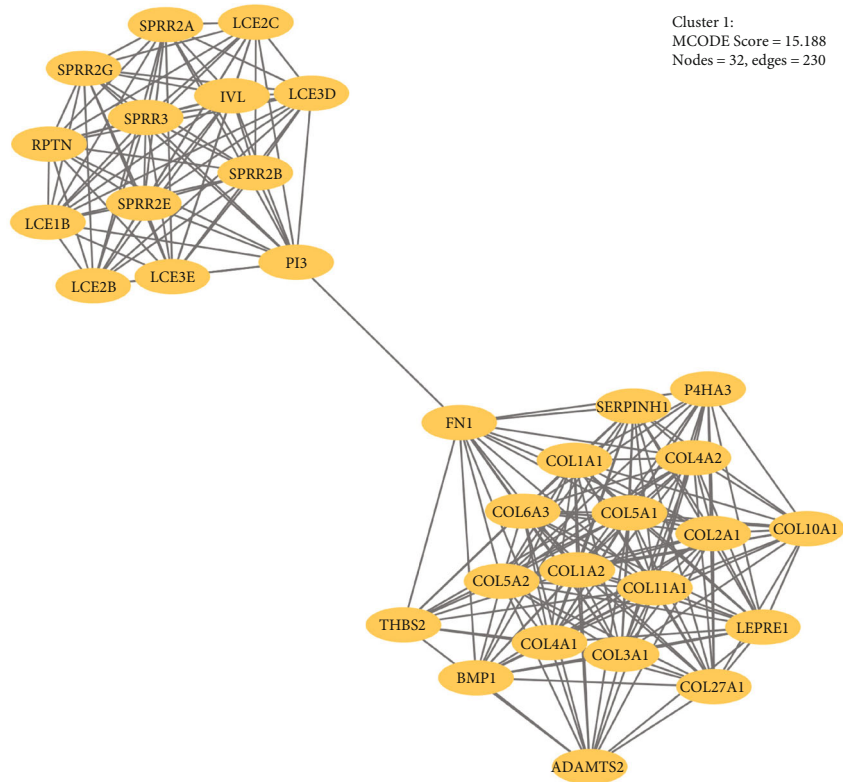 Cluster 1:
MCODE Score = 15.188
Nodes = 32, edges = 230
SPRR2A
LCE2C
SPRR2G
IVL
LCE3D
SPRR3
RPTN
SPRR2B
SPRR2E
LCE1B
PI3
LCE3E
LCE2B
P4HA3
SERPINH1
FN1
COL1A1
COL4A2
COL6A3
COL5A1
COL2A1
COL10A1
COL5A2
COL1A2
COL11A1
THBS2
LEPRE1
COL4A1
COL3A1
BMP1
COL27A1
ADAMTS2